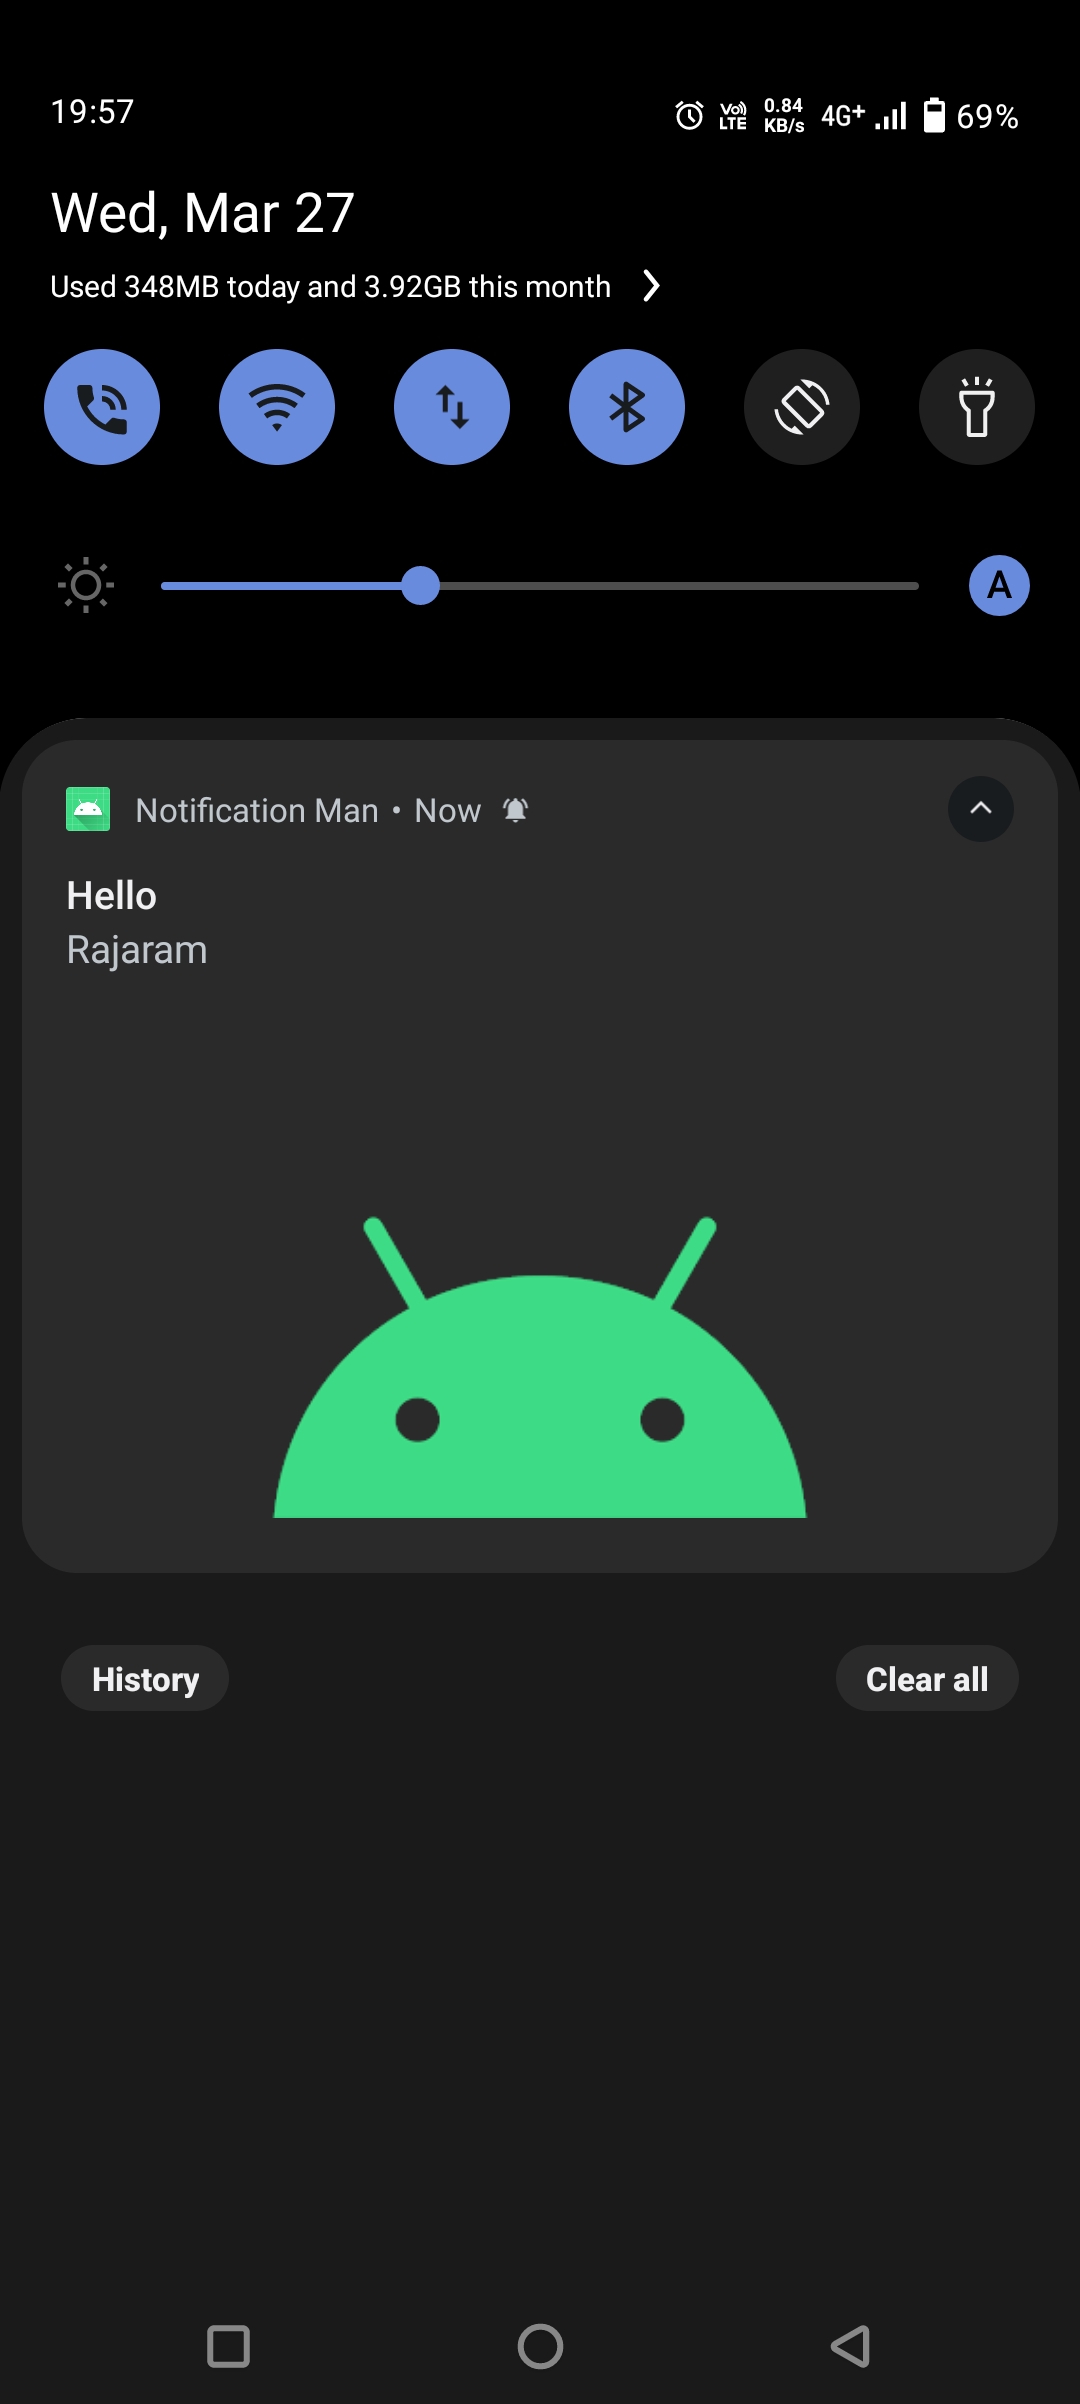 19:57
Vo) LTE 0.84 KB/s 4G+ 69%
Wed, Mar 27
Used 348MB today and 3.92GB this month
A
Notification Man • Now
Hello
Rajaram
History
Clear all